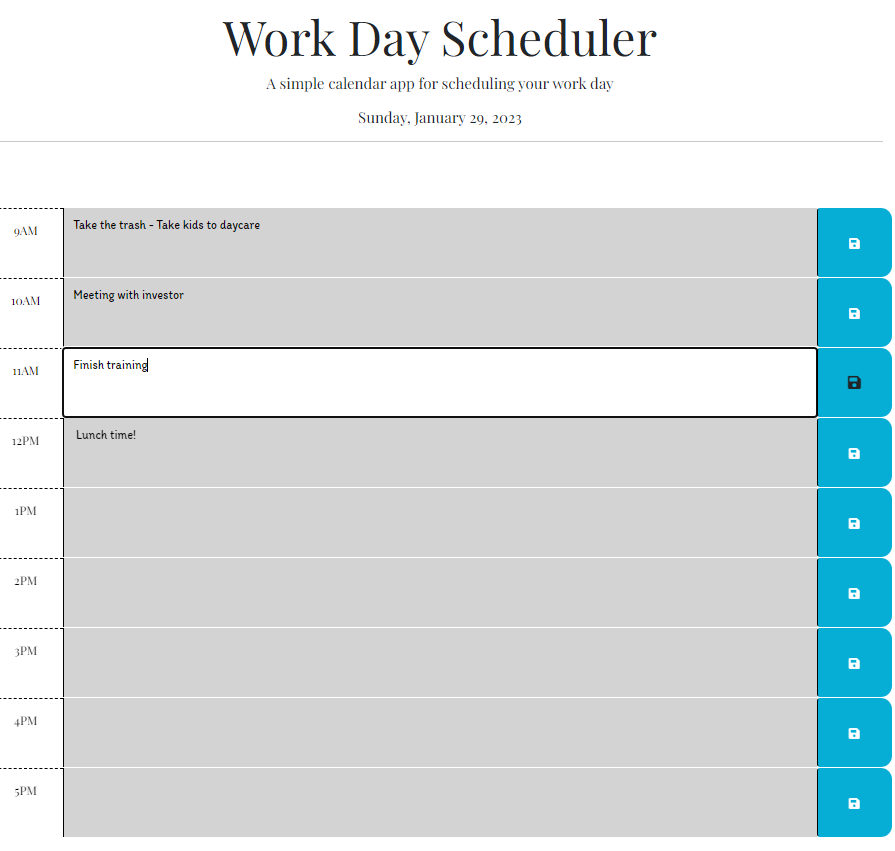 Work Day Scheduler
A simple calendar app for scheduling your work day
Sunday, January 29, 2023
9AM
Take the trash - Take kids to daycare
10AM
Meeting with investor
11AM
Finish training
12PM
Lunch time!
1PM
2PM
3PM
4PM
5PM